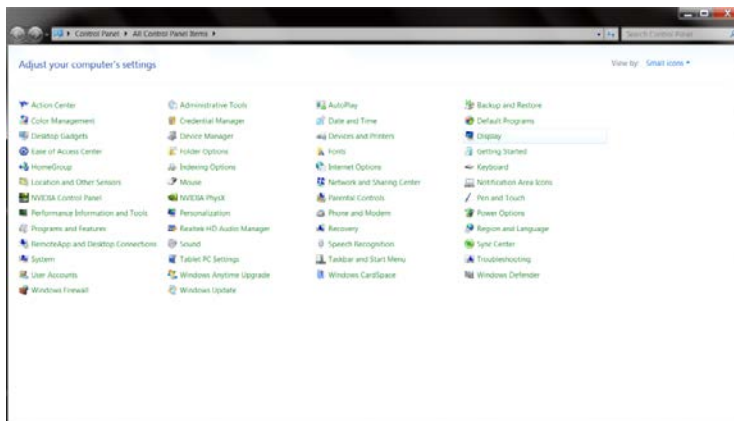 Control Panel ▸ All Control Panel Items ▸ Search Control Panel
Adjust your computer's settings View by: Small icons
Action Center Administrative Tools AutoPlay Backup and Restore
Color Management Credential Manager Date and Time Default Programs
Desktop Gadgets Device Manager Devices and Printers Display
Ease of Access Center Folder Options Fonts Getting Started
HomeGroup Indexing Options Internet Options Keyboard
Location and Other Sensors Mouse Network and Sharing Center Notification Area Icons
NVIDIA Control Panel NVIDIA PhysX Parental Controls Pen and Touch
Performance Information and Tools Personalization Phone and Modem Power Options
Programs and Features Realtek HD Audio Manager Recovery Region and Language
RemoteApp and Desktop Connections Sound Speech Recognition Sync Center
System Tablet PC Settings Taskbar and Start Menu Troubleshooting
User Accounts Windows Anytime Upgrade Windows CardSpace Windows Defender
Windows Firewall Windows Update